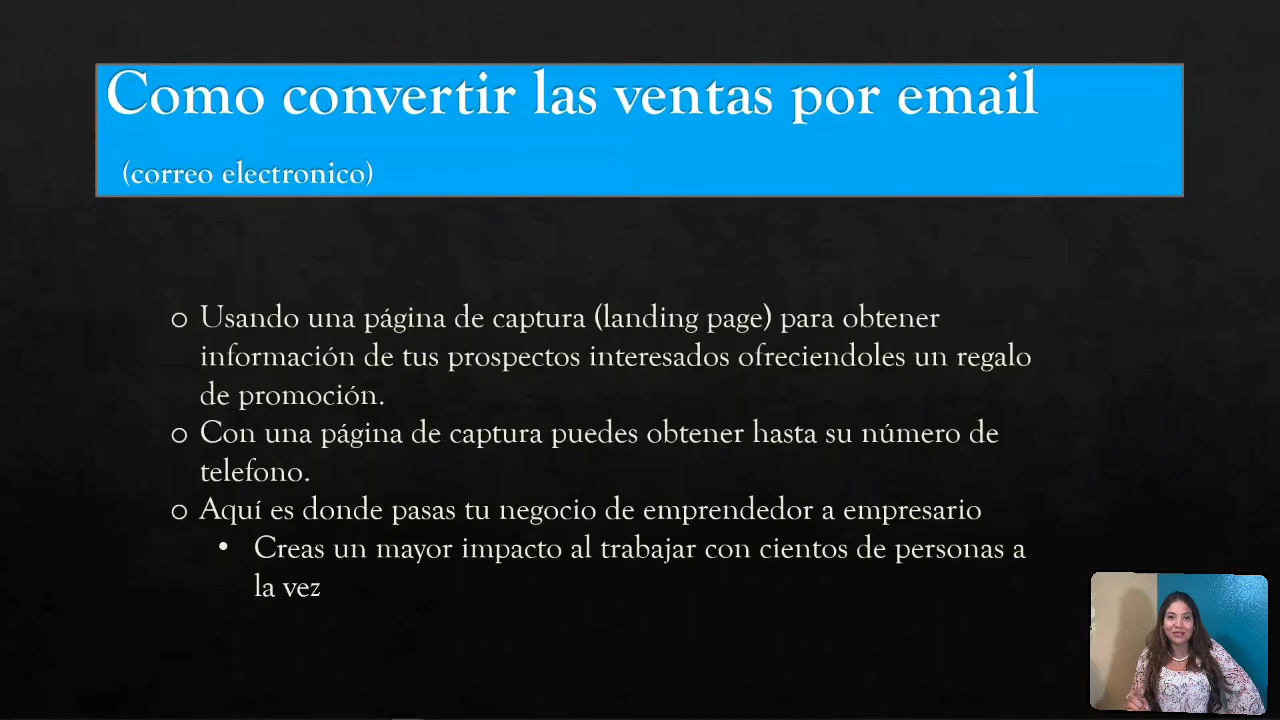 Como convertir las ventas por email
(correo electronico)
o Usando una página de captura (landing page) para obtener
información de tus prospectos interesados ofreciendoles un regalo
de promoción.
o Con una página de captura puedes obtener hasta su número de
telefono.
o Aquí es donde pasas tu negocio de emprendedor a empresario
• Creas un mayor impacto al trabajar con cientos de personas a
la vez